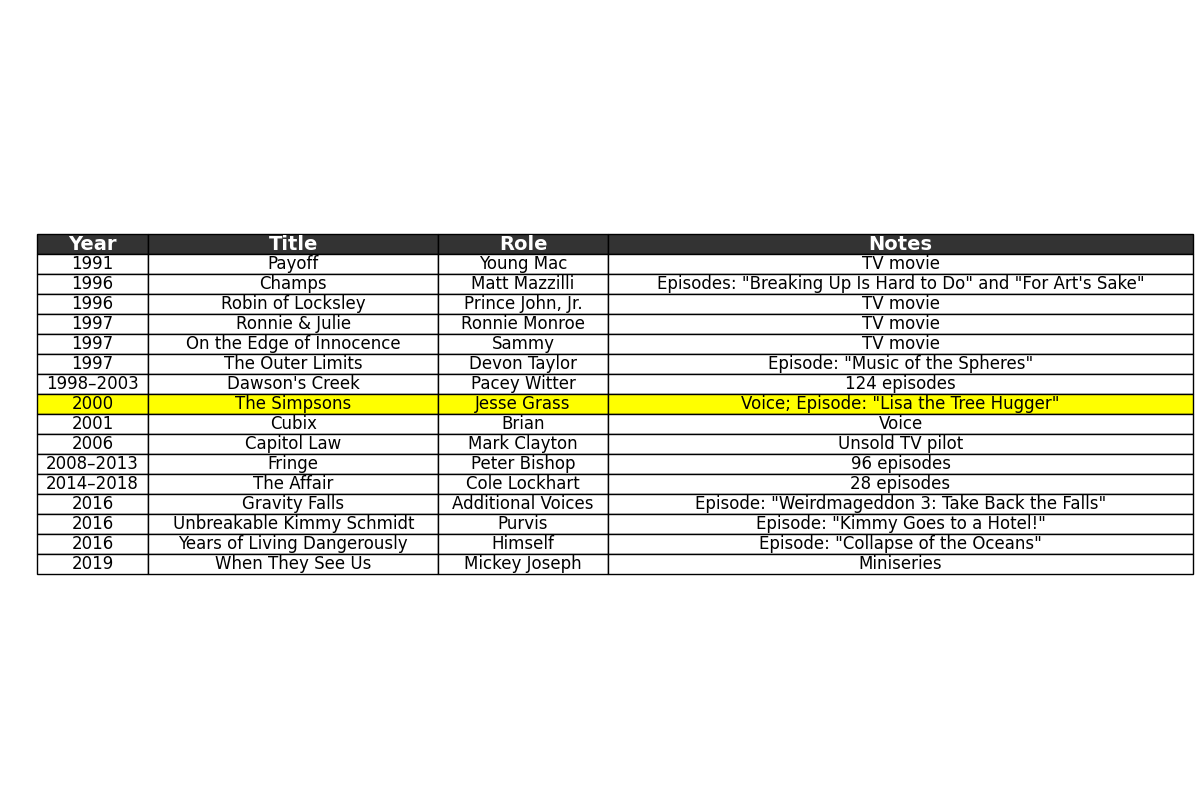 Year Title Role Notes
1991 Payoff Young Mac TV movie
1996 Champs Matt Mazzilli Episodes: "Breaking Up Is Hard to Do" and "For Art's Sake"
1996 Robin of Locksley Prince John, Jr. TV movie
1997 Ronnie & Julie Ronnie Monroe TV movie
1997 On the Edge of Innocence Sammy TV movie
1997 The Outer Limits Devon Taylor Episode: "Music of the Spheres"
1998–2003 Dawson's Creek Pacey Witter 124 episodes
2000 The Simpsons Jesse Grass Voice; Episode: "Lisa the Tree Hugger"
2001 Cubix Brian Voice
2006 Capitol Law Mark Clayton Unsold TV pilot
2008–2013 Fringe Peter Bishop 96 episodes
2014–2018 The Affair Cole Lockhart 28 episodes
2016 Gravity Falls Additional Voices Episode: "Weirdmageddon 3: Take Back the Falls"
2016 Unbreakable Kimmy Schmidt Purvis Episode: "Kimmy Goes to a Hotel!"
2016 Years of Living Dangerously Himself Episode: "Collapse of the Oceans"
2019 When They See Us Mickey Joseph Miniseries